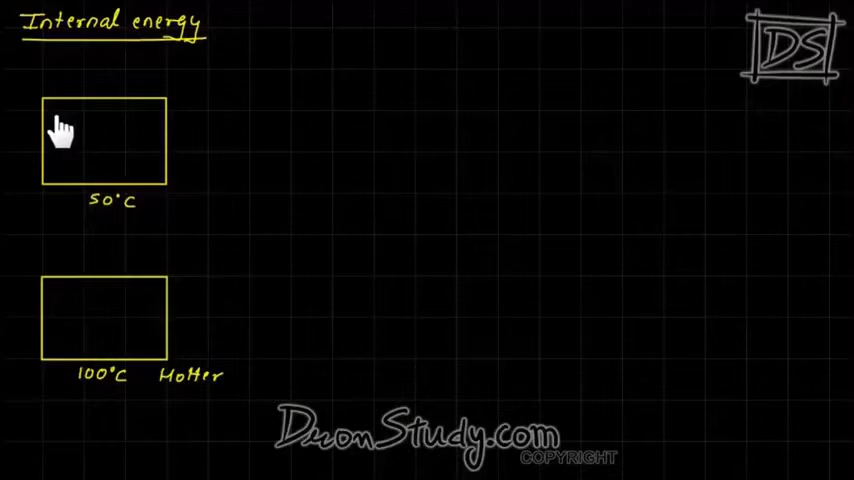 Internal energy
DS
50°C
100°C Hotter
DronStudy.com
COPYRIGHT